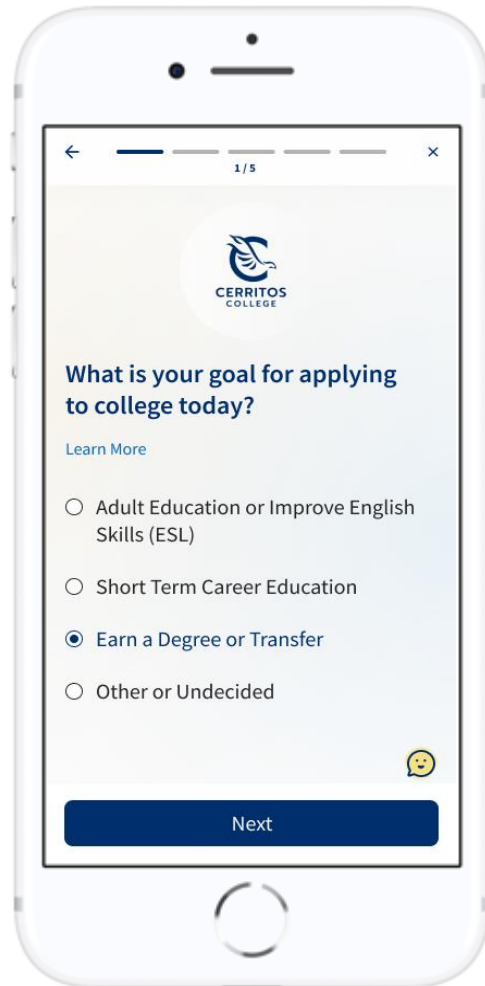 1 / 5
CERRITOS
COLLEGE
What is your goal for applying
to college today?
Learn More
Adult Education or Improve English
Skills (ESL)
Short Term Career Education
Earn a Degree or Transfer
Other or Undecided
Next